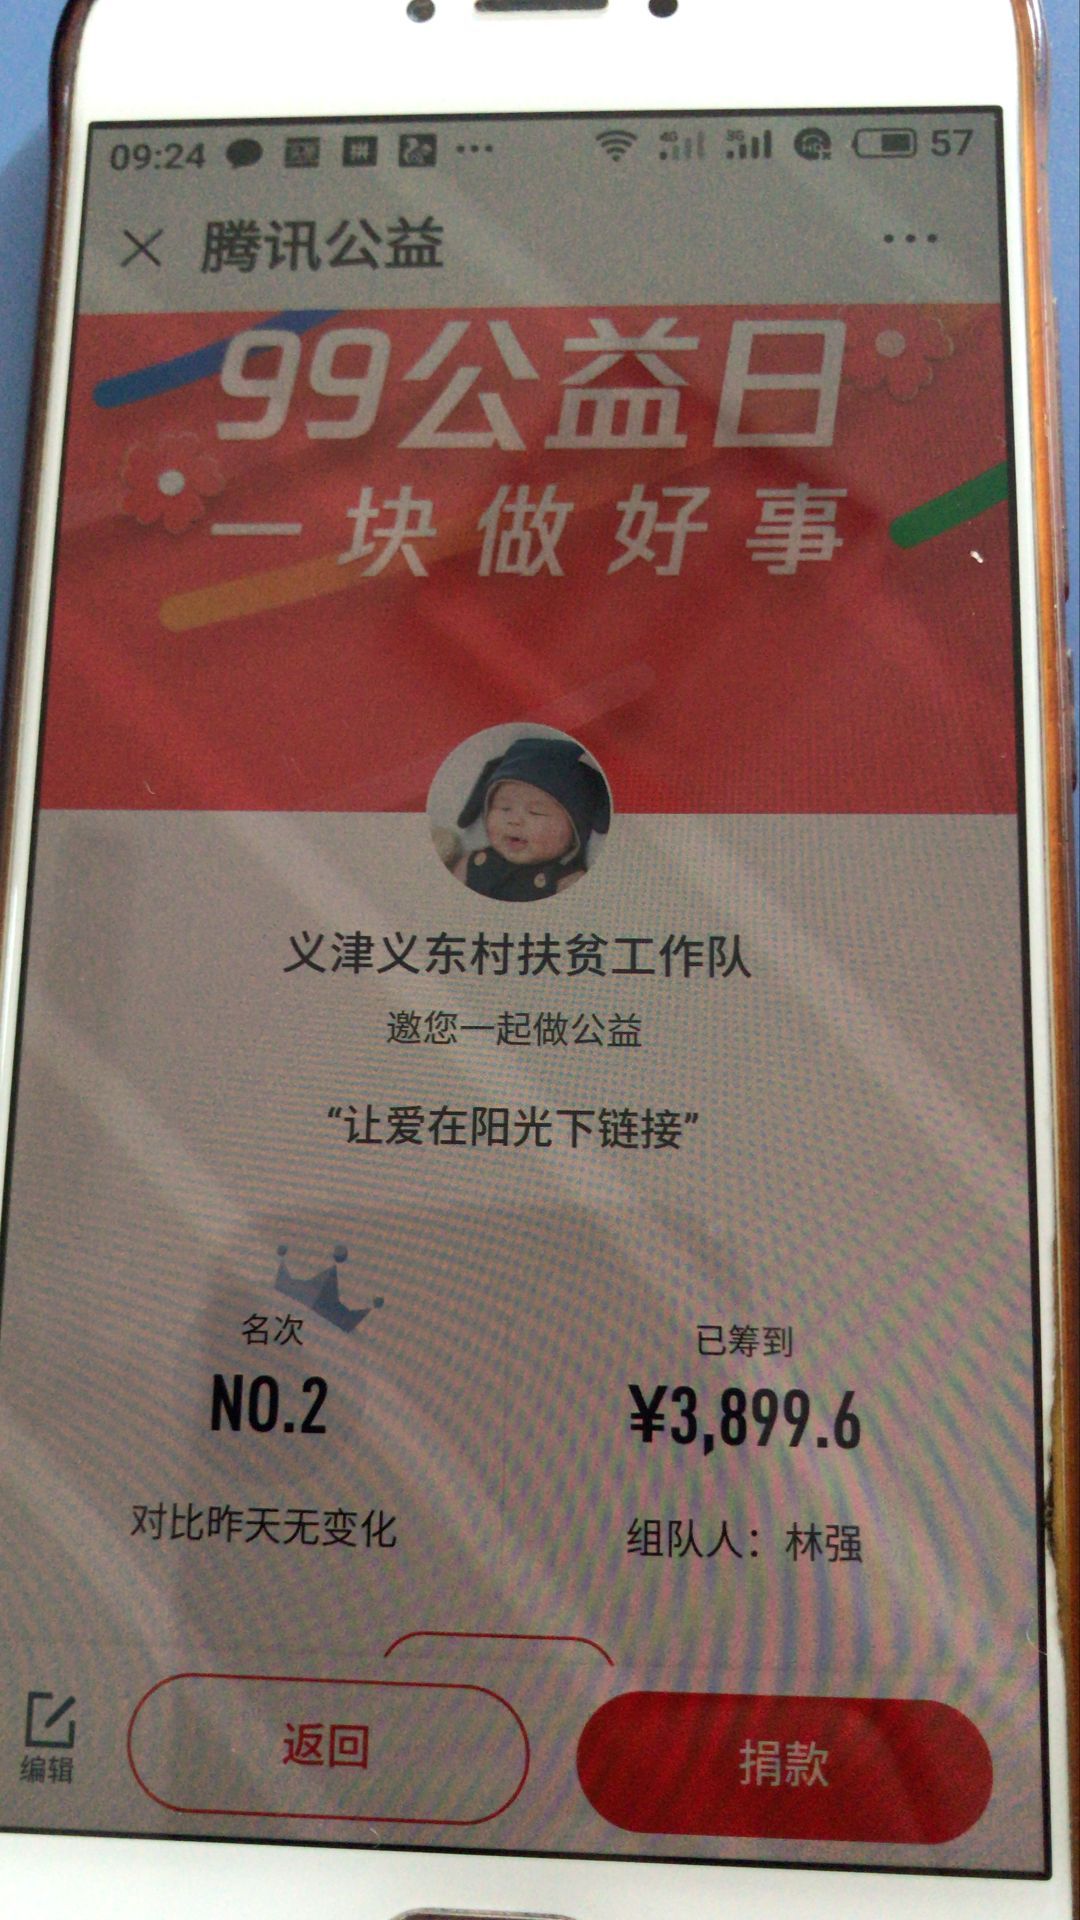 09:24 4G 3G 57
腾讯公益
99公益日
一块做好事
义津义东村扶贫工作队
邀您一起做公益
“让爱在阳光下链接”
名次 已筹到
NO.2 ¥3,899.6
对比昨天无变化 组队人：林强
编辑 返回 捐款